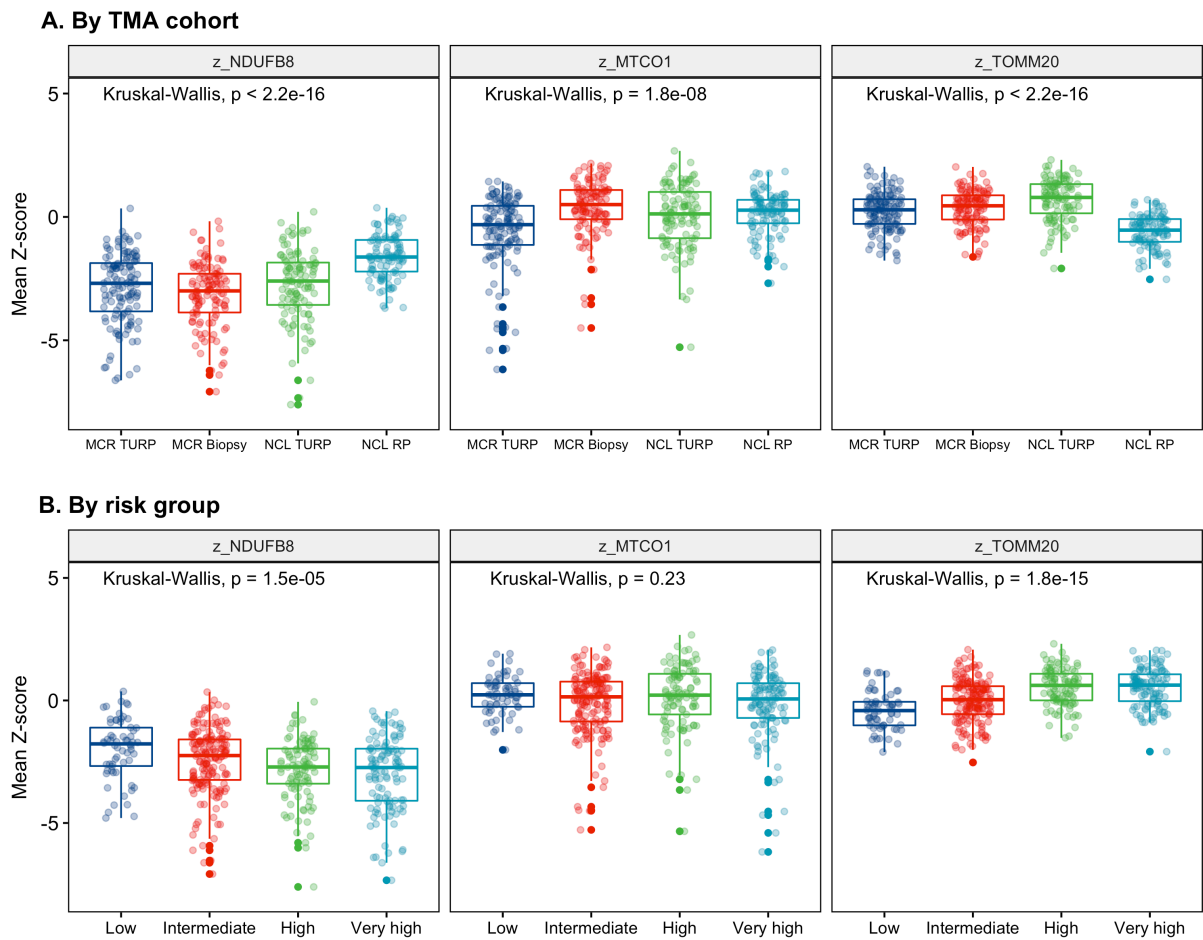 A. By TMA cohort
z_NDUFB8 z_MTCO1 z_TOMM20
5 Kruskal-Wallis, p < 2.2e-16 Kruskal-Wallis, p = 1.8e-08 Kruskal-Wallis, p < 2.2e-16
0
Mean Z-score
-5
MCR TURP MCR Biopsy NCL TURP NCL RP MCR TURP MCR Biopsy NCL TURP NCL RP MCR TURP MCR Biopsy NCL TURP NCL RP
B. By risk group
z_NDUFB8 z_MTCO1 z_TOMM20
5 Kruskal-Wallis, p = 1.5e-05 Kruskal-Wallis, p = 0.23 Kruskal-Wallis, p = 1.8e-15
0
Mean Z-score
-5
Low Intermediate High Very high Low Intermediate High Very high Low Intermediate High Very high